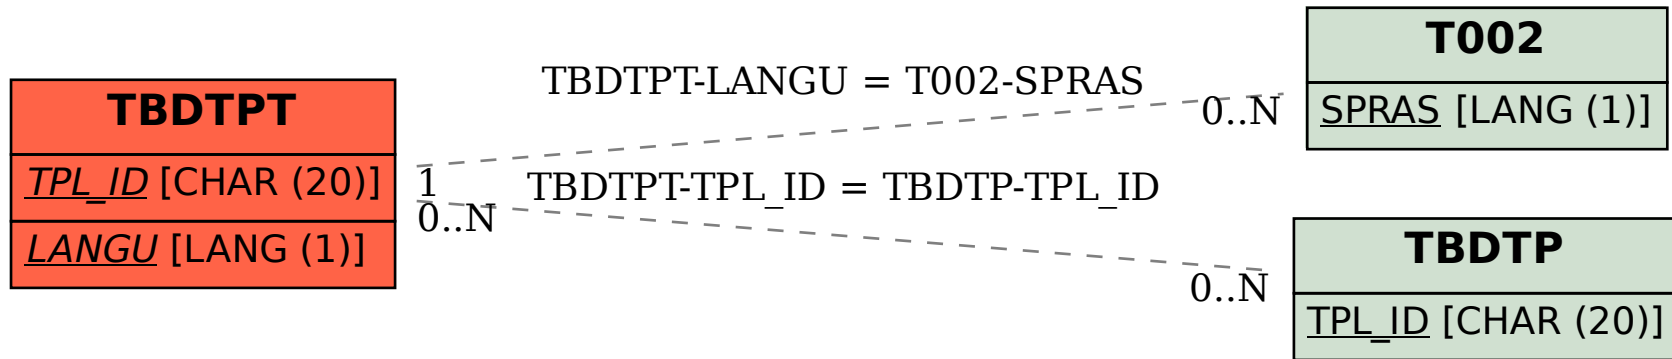 TBDTPT
TPL_ID [CHAR (20)]
LANGU [LANG (1)]
TBDTPT-LANGU = T002-SPRAS
1
0..N
TBDTPT-TPL_ID = TBDTP-TPL_ID
0..N
0..N
T002
SPRAS [LANG (1)]
TBDTP
TPL_ID [CHAR (20)]